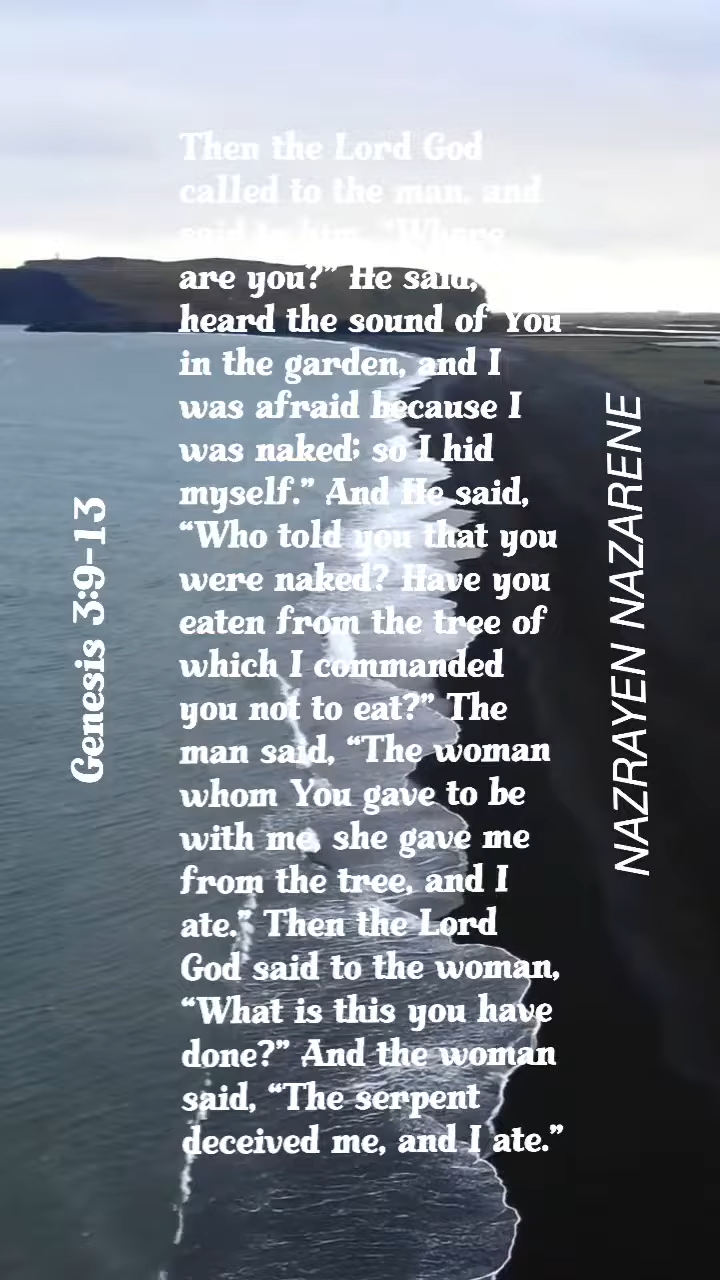 Then the Lord God
called to the man, and
said to him, “Where
are you?” He said,
heard the sound of You
in the garden, and I
was afraid because I
was naked; so I hid
myself.” And He said,
“Who told you that you
were naked? Have you
eaten from the tree of
which I commanded
you not to eat?” The
man said, “The woman
whom You gave to be
with me, she gave me
from the tree, and I
ate.” Then the Lord
God said to the woman,
“What is this you have
done?” And the woman
said, “The serpent
deceived me, and I ate.”
Genesis 3:9-13
NAZRAYEN NAZARENE